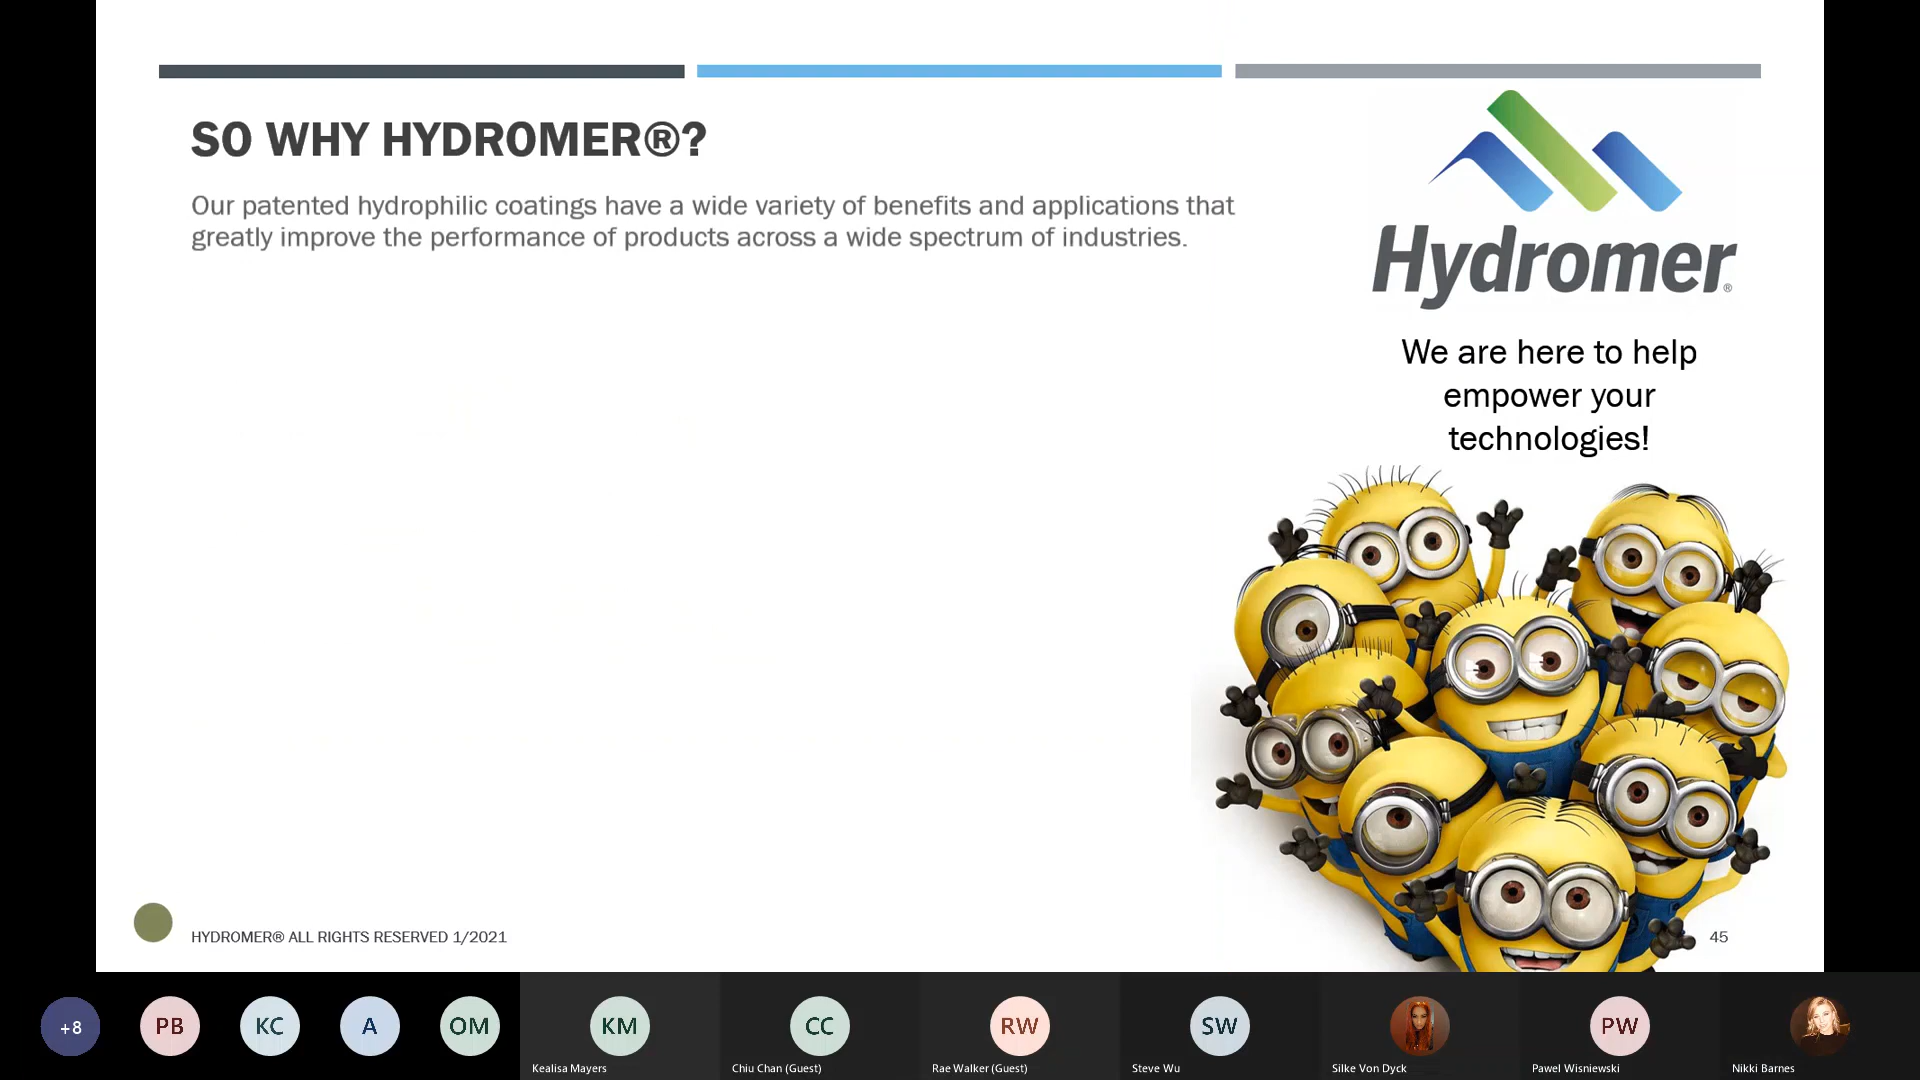 SO WHY HYDROMER®?
Our patented hydrophilic coatings have a wide variety of benefits and applications that
greatly improve the performance of products across a wide spectrum of industries.
Hydromer®
We are here to help
empower your
technologies!
HYDROMER® ALL RIGHTS RESERVED 1/2021
45
+8
PB
KC
A
OM
KM
CC
RW
SW
PW
Kealisa Mayers
Chiu Chan (Guest)
Rae Walker (Guest)
Steve Wu
Silke Von Dyck
Pawel Wisniewski
Nikki Barnes